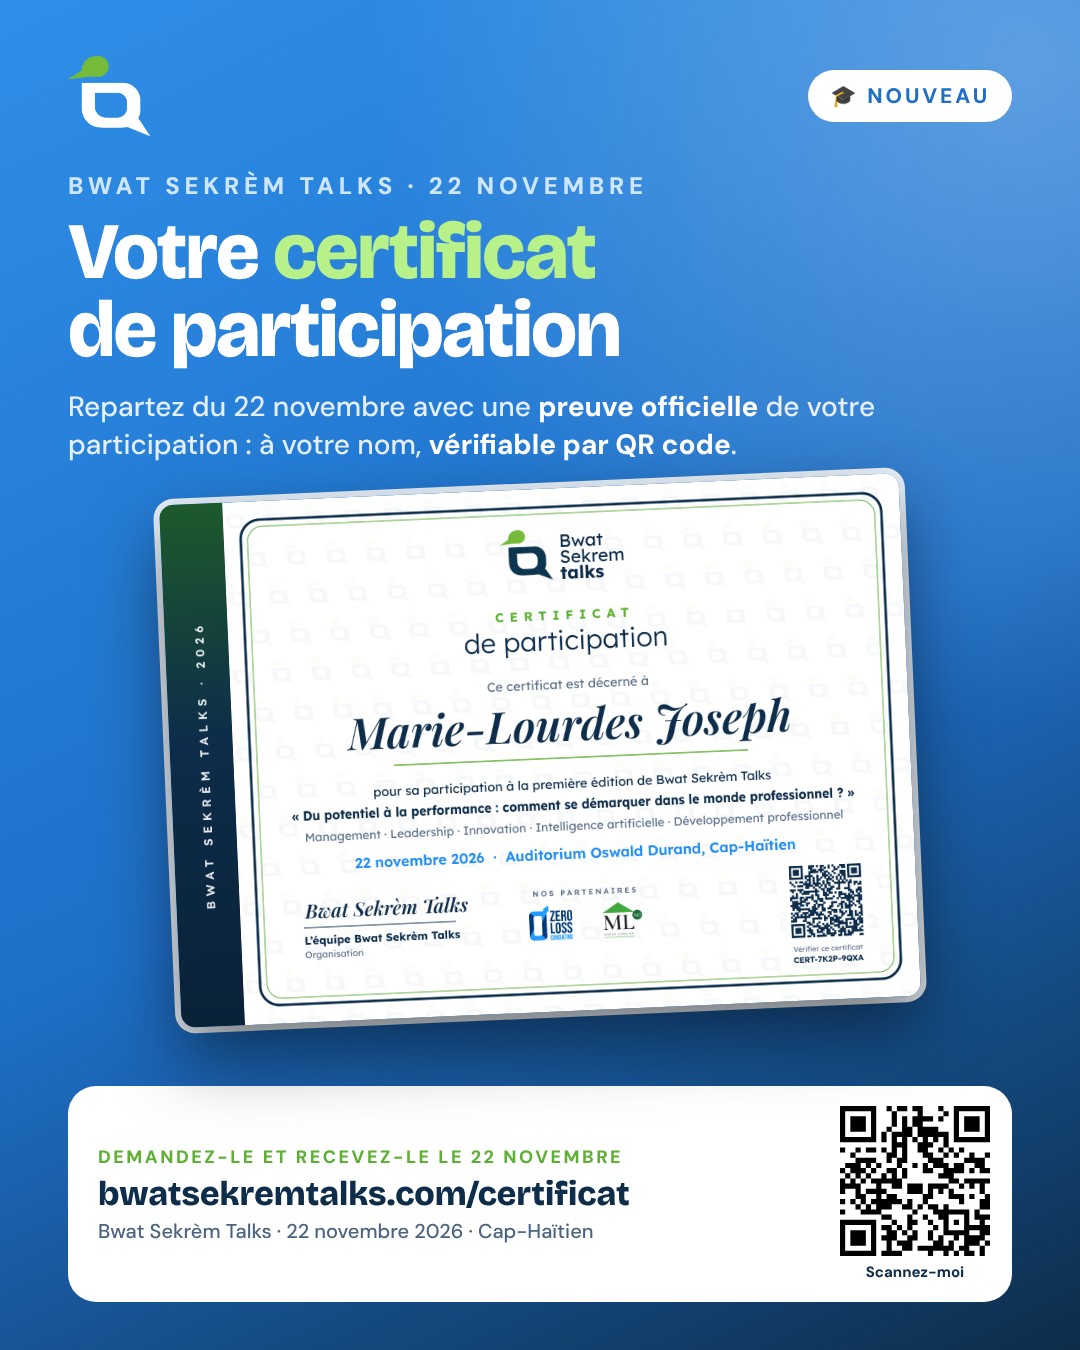 NOUVEAU
BWAT SEKRÈM TALKS · 22 NOVEMBRE
Votre certificat
de participation
Repartez du 22 novembre avec une preuve officielle de votre
participation : à votre nom, vérifiable par QR code.
BWAT SEKRÈM TALKS · 2026
Bwat
Sekrem
talks
CERTIFICAT
de participation
Ce certificat est décerné à
Marie-Lourdes Joseph
pour sa participation à la première édition de Bwat Sekrèm Talks
« Du potentiel à la performance : comment se démarquer dans le monde professionnel ? »
Management · Leadership · Innovation · Intelligence artificielle · Développement professionnel
22 novembre 2026 · Auditorium Oswald Durand, Cap-Haïtien
Bwat Sekrèm Talks
L'équipe Bwat Sekrèm Talks
Organisation
NOS PARTENAIRES
ZERO
LOSS
CONSULTING
ML
Vérifier ce certificat
CERT-7K2P-9QXA
DEMANDEZ-LE ET RECEVEZ-LE LE 22 NOVEMBRE
bwatsekremtalks.com/certificat
Bwat Sekrèm Talks · 22 novembre 2026 · Cap-Haïtien
Scannez-moi